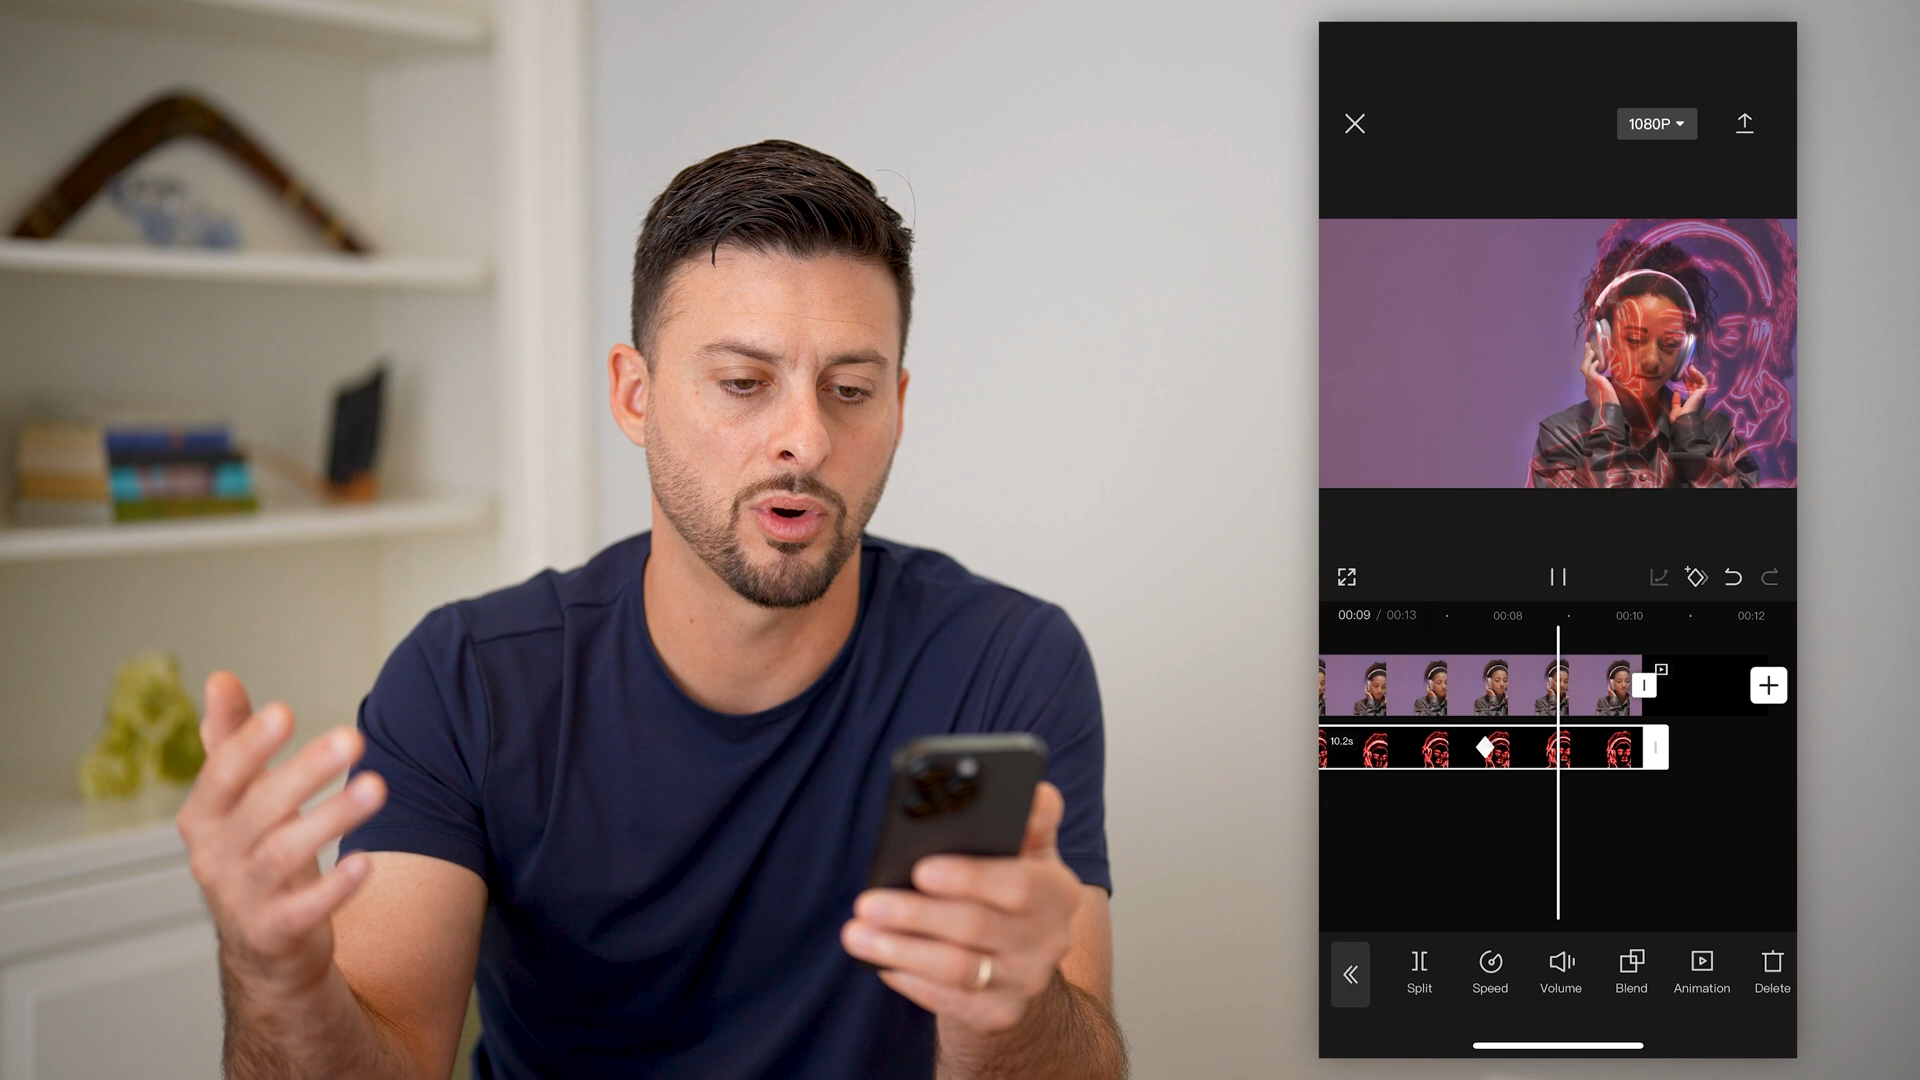 1080P
00:09 / 00:13
00:08
00:10
00:12
10.2s
Split
Speed
Volume
Blend
Animation
Delete